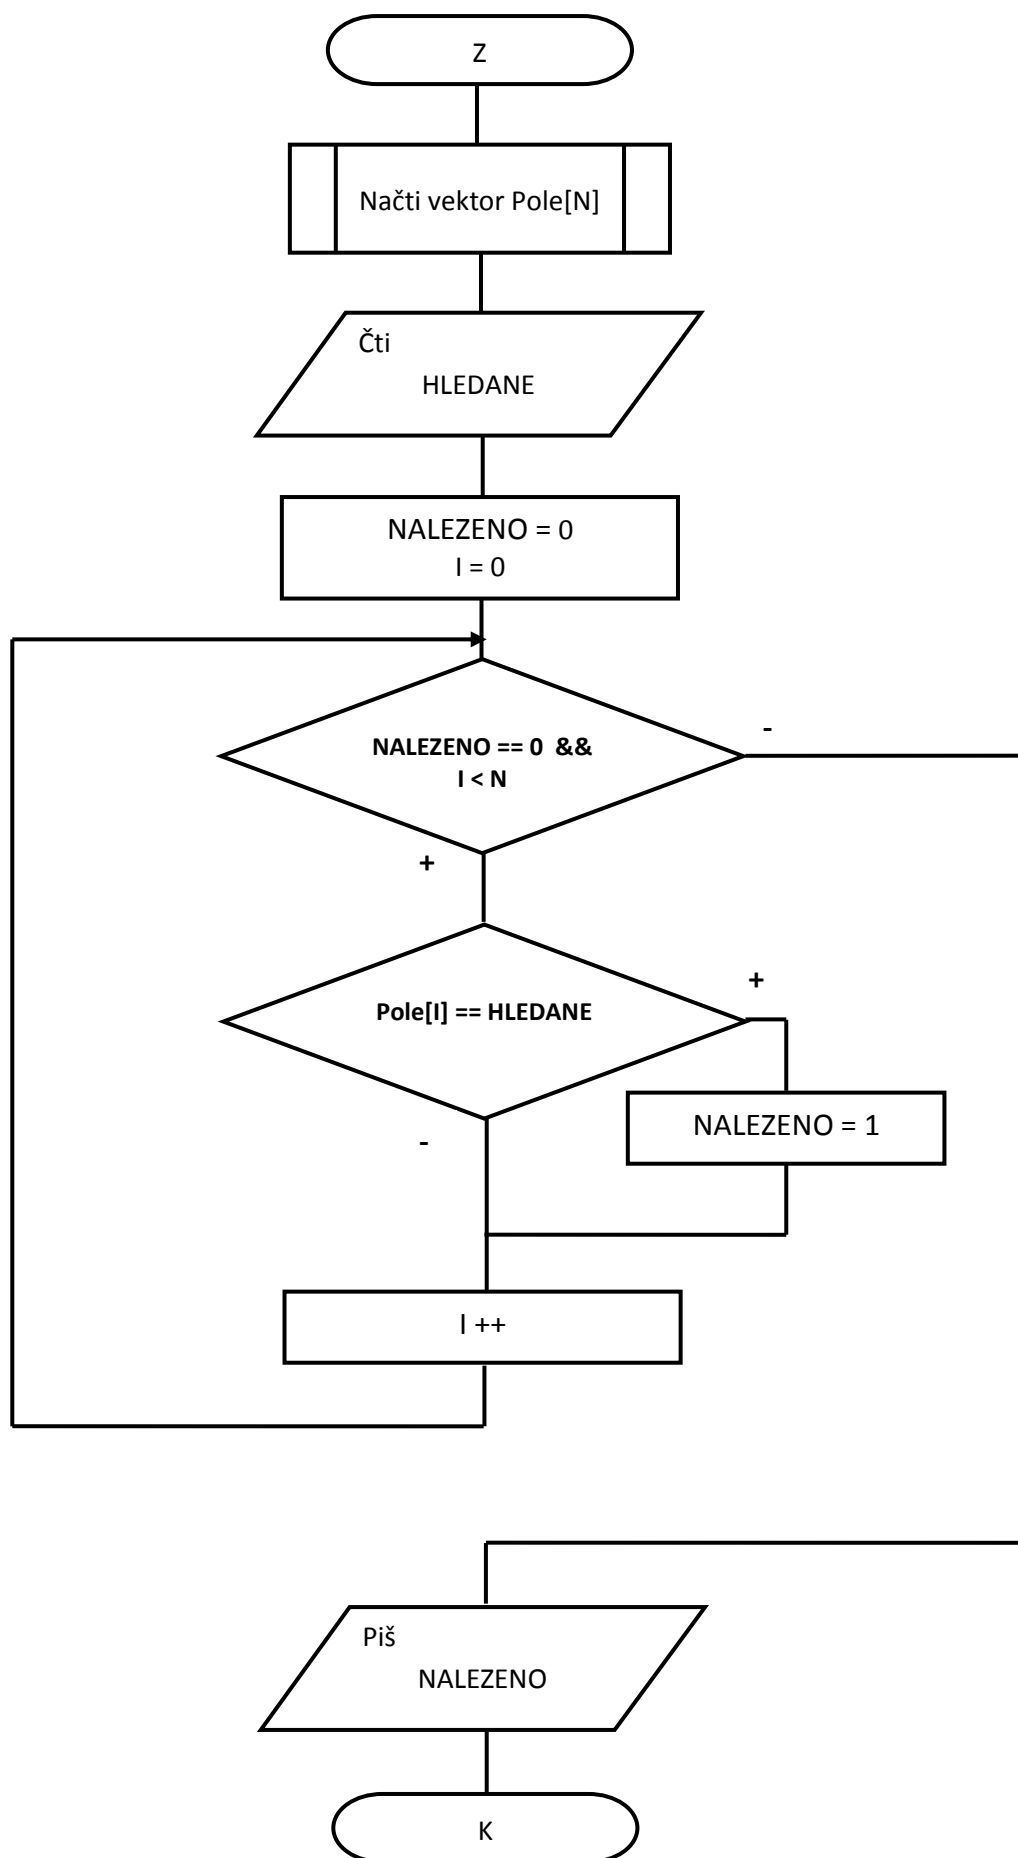 Z
Načti vektor Pole[N]
Čti
HLEDANE
NALEZENO = 0
I = 0
NALEZENO == 0 &&
I < N
-
+
Pole[I] == HLEDANE
+
NALEZENO = 1
-
I ++
Piš
NALEZENO
K